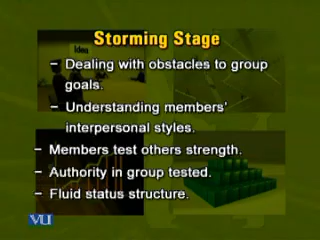 Storming Stage
Idea
– Dealing with obstacles to group
goals.
– Understanding members'
interpersonal styles.
– Members test others strength.
– Authority in group tested.
– Fluid status structure.
VU